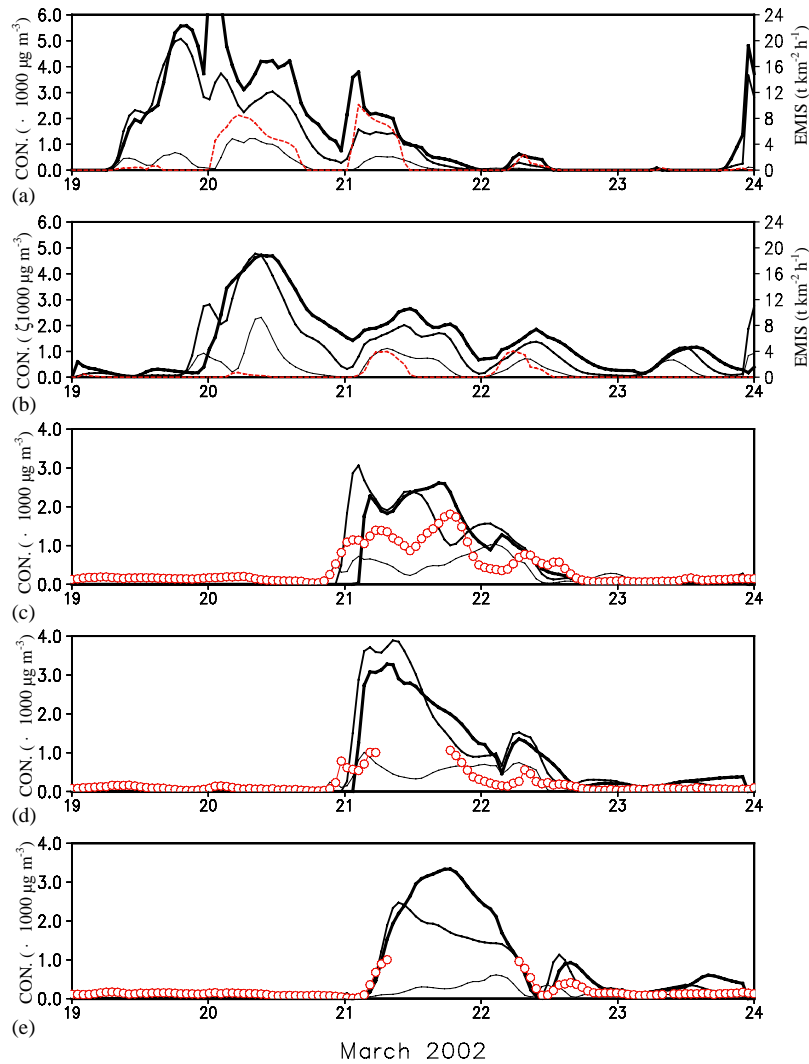 6.0
5.0
4.0
3.0
2.0
1.0
0.0
CON. ( · 1000 µg m-3)
24
20
16
12
8
4
0
EMIS (t km-2 h-1)
19 20 21 22 23 24
(a)
6.0
5.0
4.0
3.0
2.0
1.0
0.0
CON. ( ζ1000 µg m-3)
24
20
16
12
8
4
0
EMIS (t km-2 h-1)
19 20 21 22 23 24
(b)
4.0
3.0
2.0
1.0
0.0
CON. ( · 1000 µg m-3)
19 20 21 22 23 24
(c)
4.0
3.0
2.0
1.0
0.0
CON. ( · 1000 µg m-3)
19 20 21 22 23 24
(d)
4.0
3.0
2.0
1.0
0.0
CON. ( · 1000 µg m-3)
19 20 21 22 23 24
(e)
March 2002